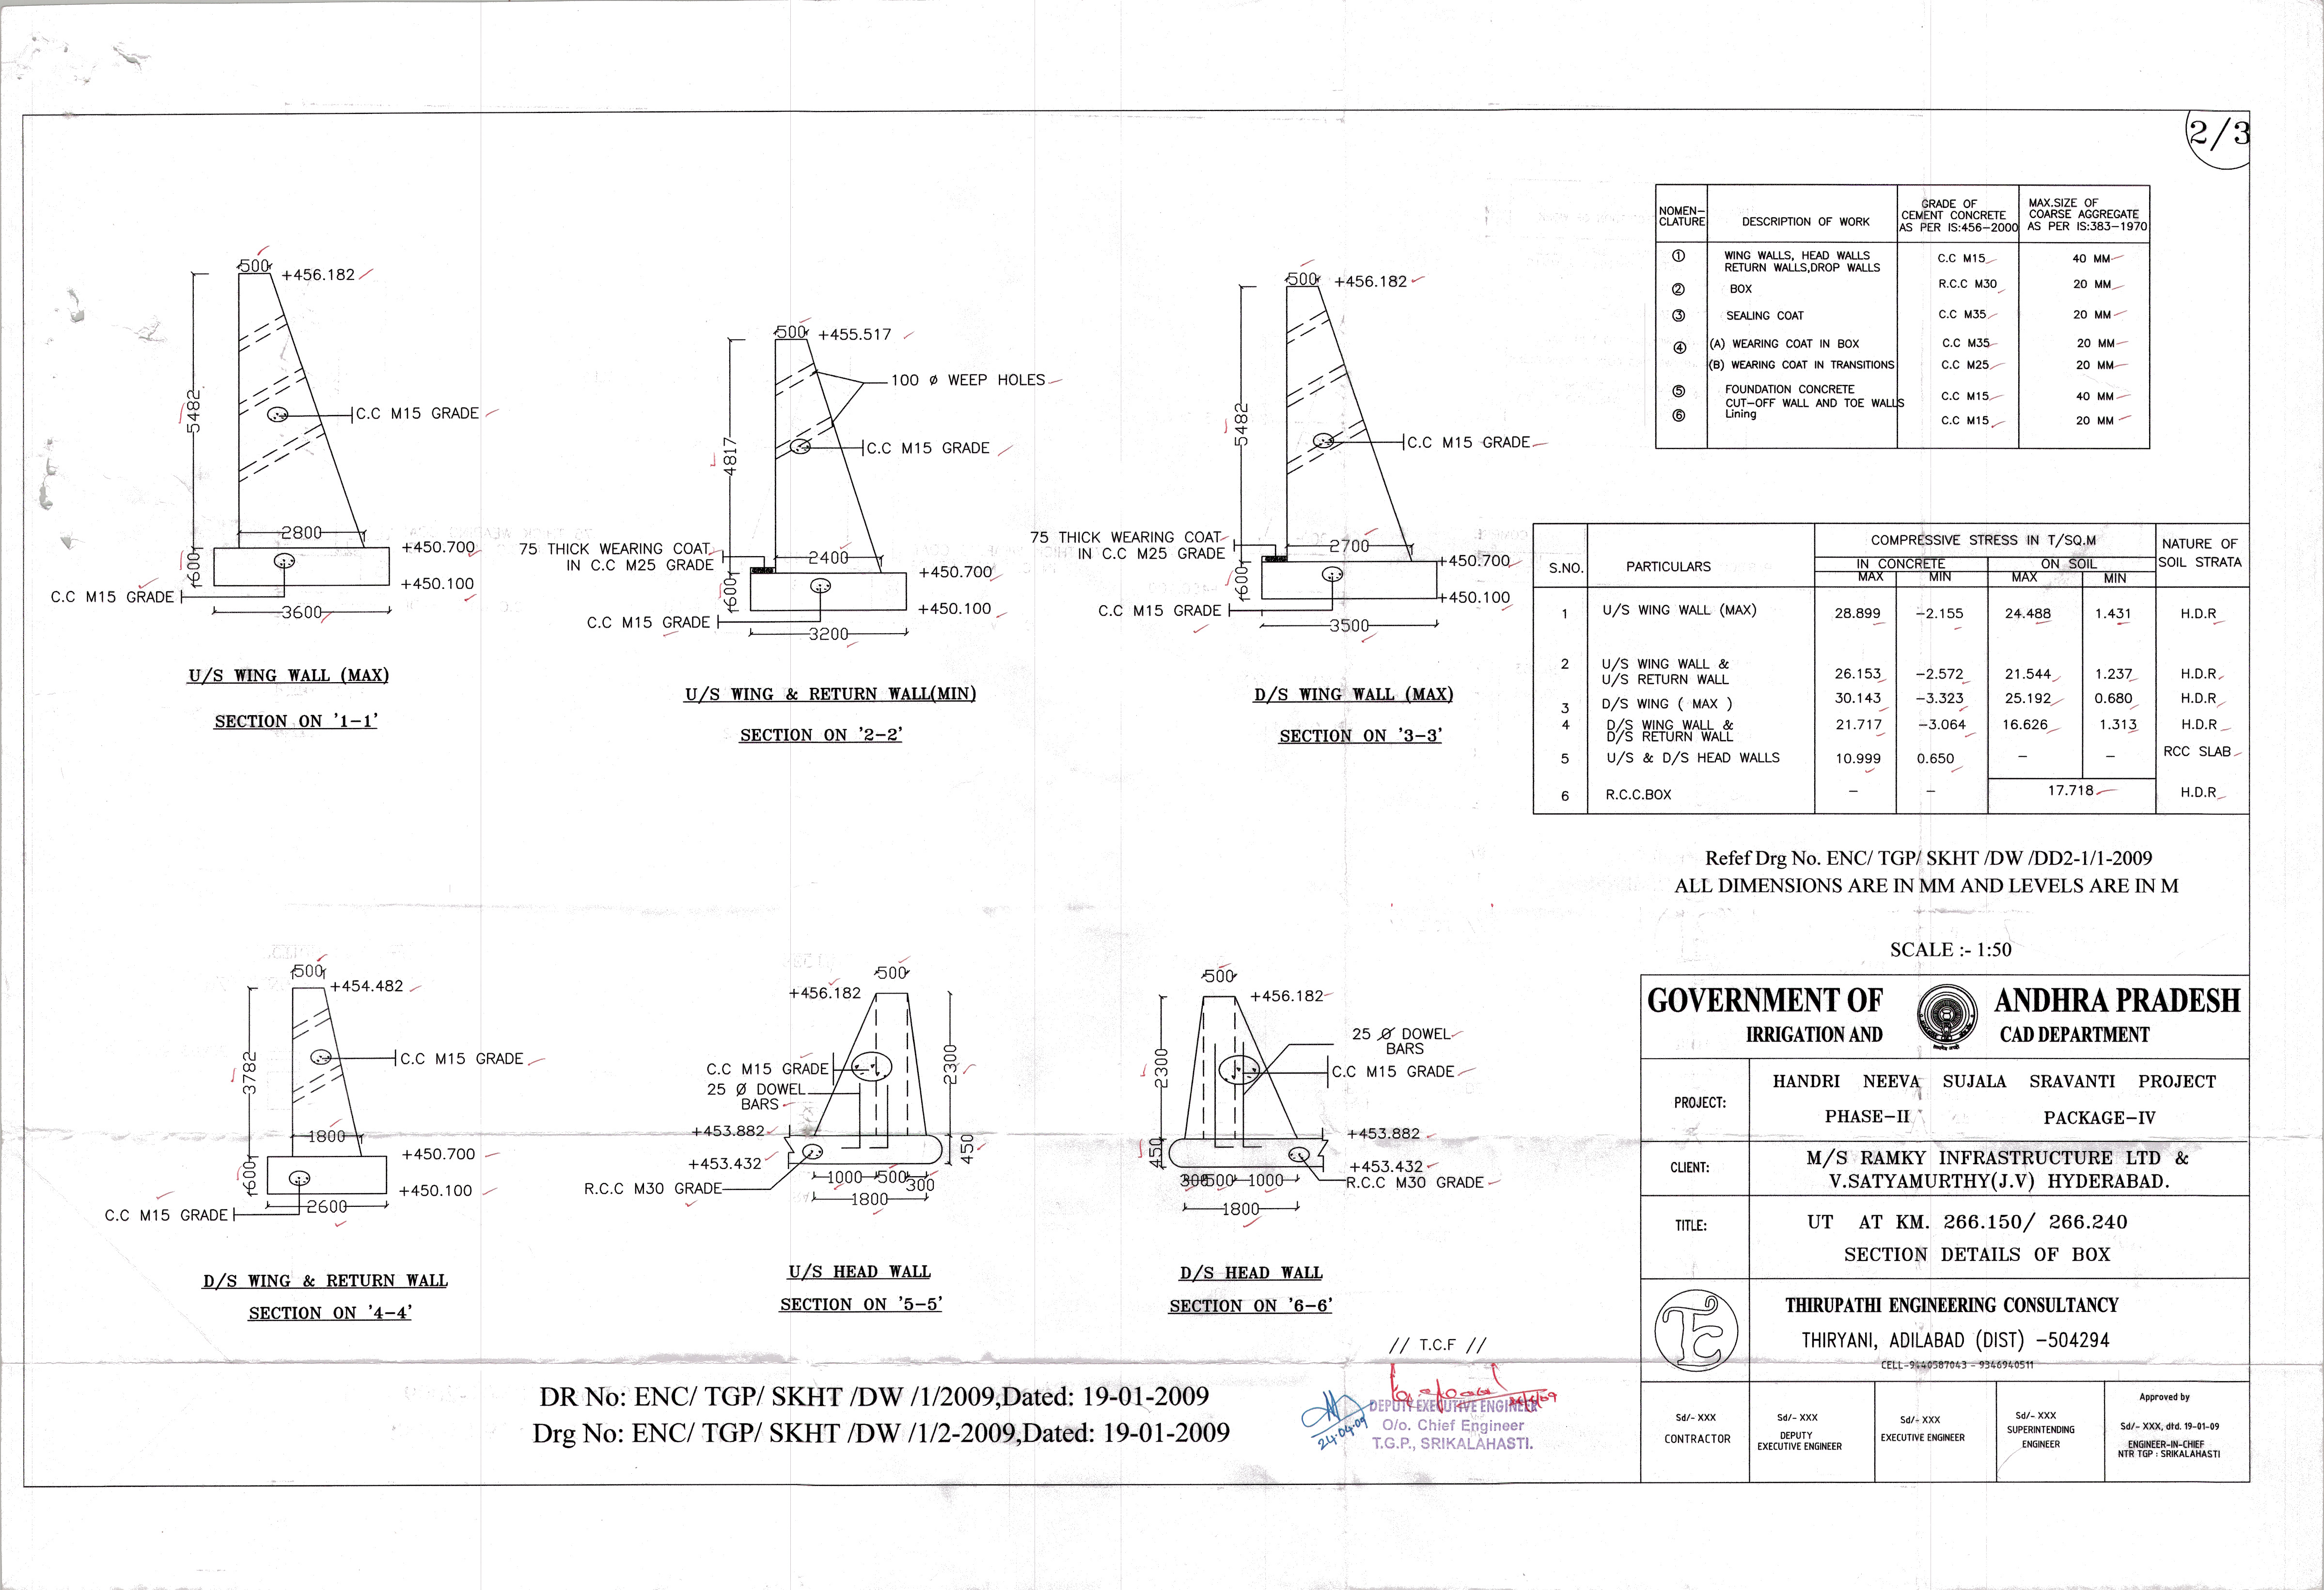 2/3
500
+456.182
5482
C.C M15 GRADE
2800
600
+450.700
+450.100
C.C M15 GRADE
3600
U/S WING WALL (MAX)
SECTION ON '1-1'
500
+455.517
100 Ø WEEP HOLES
4817
C.C M15 GRADE
75 THICK WEARING COAT
IN C.C M25 GRADE
2400
600
+450.700
+450.100
C.C M15 GRADE
3200
U/S WING & RETURN WALL(MIN)
SECTION ON '2-2'
500
+456.182
5482
C.C M15 GRADE
75 THICK WEARING COAT
IN C.C M25 GRADE
2700
600
+450.700
+450.100
C.C M15 GRADE
3500
D/S WING WALL (MAX)
SECTION ON '3-3'
NOMEN-
CLATURE
DESCRIPTION OF WORK
GRADE OF
CEMENT CONCRETE
AS PER IS:456-2000
MAX.SIZE OF
COARSE AGGREGATE
AS PER IS:383-1970
1 WING WALLS, HEAD WALLS
RETURN WALLS,DROP WALLS C.C M15 40 MM
2 BOX R.C.C M30 20 MM
3 SEALING COAT C.C M35 20 MM
4 (A) WEARING COAT IN BOX C.C M35 20 MM
(B) WEARING COAT IN TRANSITIONS C.C M25 20 MM
5 FOUNDATION CONCRETE
CUT-OFF WALL AND TOE WALLS C.C M15 40 MM
6 Lining C.C M15 20 MM
S.NO. PARTICULARS COMPRESSIVE STRESS IN T/SQ.M NATURE OF
SOIL STRATA
IN CONCRETE ON SOIL
MAX MIN MAX MIN
1 U/S WING WALL (MAX) 28.899 -2.155 24.488 1.431 H.D.R
2 U/S WING WALL &
U/S RETURN WALL 26.153 -2.572 21.544 1.237 H.D.R
3 D/S WING ( MAX ) 30.143 -3.323 25.192 0.680 H.D.R
4 D/S WING WALL &
D/S RETURN WALL 21.717 -3.064 16.626 1.313 H.D.R
5 U/S & D/S HEAD WALLS 10.999 0.650 - - RCC SLAB
6 R.C.C.BOX - - 17.718 H.D.R
Refef Drg No. ENC/ TGP/ SKHT /DW /DD2-1/1-2009
ALL DIMENSIONS ARE IN MM AND LEVELS ARE IN M
SCALE :- 1:50
500
+454.482
3782
C.C M15 GRADE
1800
600
+450.700
+450.100
C.C M15 GRADE
2600
D/S WING & RETURN WALL
SECTION ON '4-4'
500
+456.182
2300
C.C M15 GRADE
25 Ø DOWEL
BARS
+453.882
+453.432
450
R.C.C M30 GRADE
1000 500 300
1800
U/S HEAD WALL
SECTION ON '5-5'
500
+456.182
2300
25 Ø DOWEL
BARS
C.C M15 GRADE
+453.882
450
+453.432
R.C.C M30 GRADE
300 500 1000
1800
D/S HEAD WALL
SECTION ON '6-6'
GOVERNMENT OF ANDHRA PRADESH
IRRIGATION AND CAD DEPARTMENT
PROJECT: HANDRI NEEVA SUJALA SRAVANTI PROJECT
PHASE-II PACKAGE-IV
CLIENT: M/S RAMKY INFRASTRUCTURE LTD &
V.SATYAMURTHY(J.V) HYDERABAD.
TITLE: UT AT KM. 266.150/ 266.240
SECTION DETAILS OF BOX
THIRUPATHI ENGINEERING CONSULTANCY
THIRYANI, ADILABAD (DIST) -504294
CELL-9440587043 - 9346940511
Sd/- XXX
CONTRACTOR
Sd/- XXX
DEPUTY
EXECUTIVE ENGINEER
Sd/- XXX
EXECUTIVE ENGINEER
Sd/- XXX
SUPERINTENDING
ENGINEER
Approved by
Sd/- XXX, dtd. 19-01-09
ENGINEER-IN-CHIEF
NTR TGP : SRIKALAHASTI
// T.C.F //
DR No: ENC/ TGP/ SKHT /DW /1/2009,Dated: 19-01-2009
Drg No: ENC/ TGP/ SKHT /DW /1/2-2009,Dated: 19-01-2009
24.04.09
DEPUTY EXECUTIVE ENGINEER
O/o. Chief Engineer
T.G.P., SRIKALAHASTI.